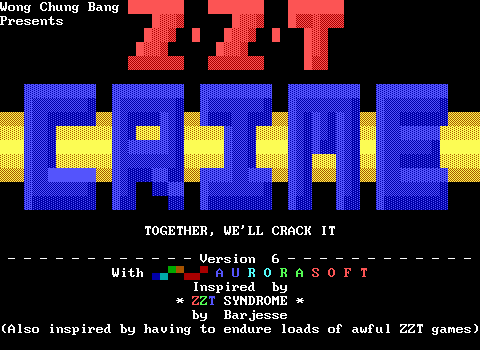 Wong Chung Bang
Presents
Z·Z·T
CRIME
TOGETHER, WE'LL CRACK IT
- - - - - - - - - - - - Version  6 - - - - - - - - - - - -
With AURORASOFT
Inspired  by
* ZZT SYNDROME *
by  Barjesse
(Also inspired by having to endure loads of awful ZZT games)